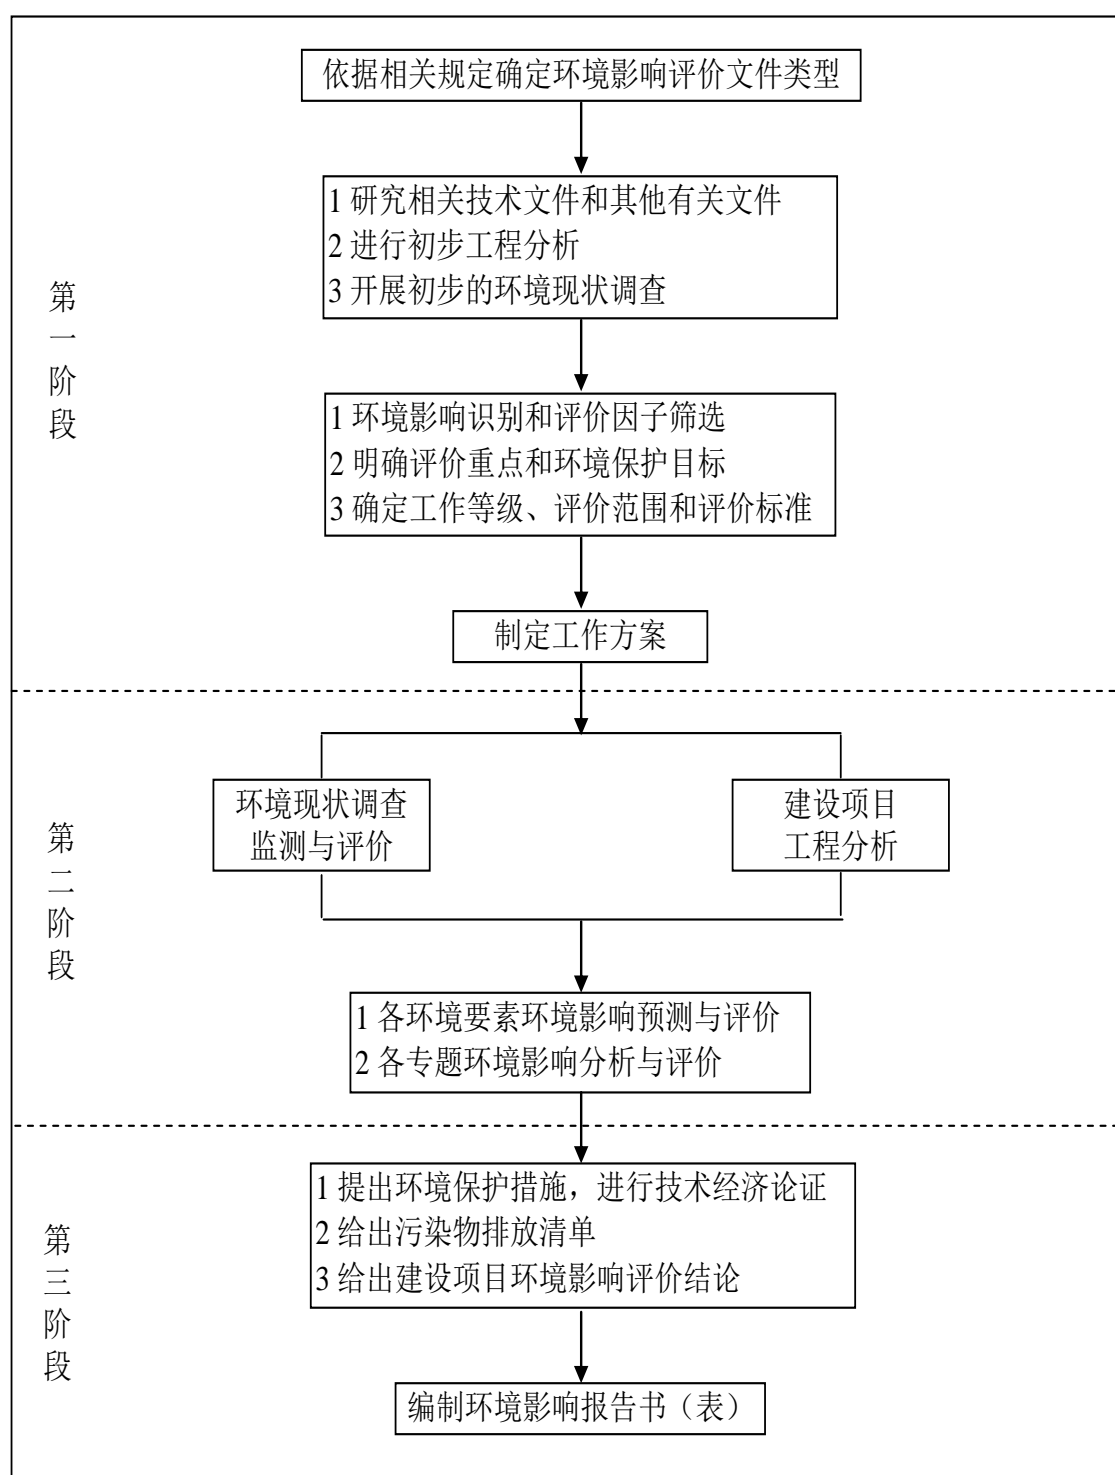 依据相关规定确定环境影响评价文件类型
1 研究相关技术文件和其他有关文件
2 进行初步工程分析
3 开展初步的环境现状调查
第一阶段
1 环境影响识别和评价因子筛选
2 明确评价重点和环境保护目标
3 确定工作等级、评价范围和评价标准
制定工作方案
环境现状调查
监测与评价
建设项目
工程分析
第二阶段
1 各环境要素环境影响预测与评价
2 各专题环境影响分析与评价
1 提出环境保护措施，进行技术经济论证
2 给出污染物排放清单
3 给出建设项目环境影响评价结论
第三阶段
编制环境影响报告书（表）